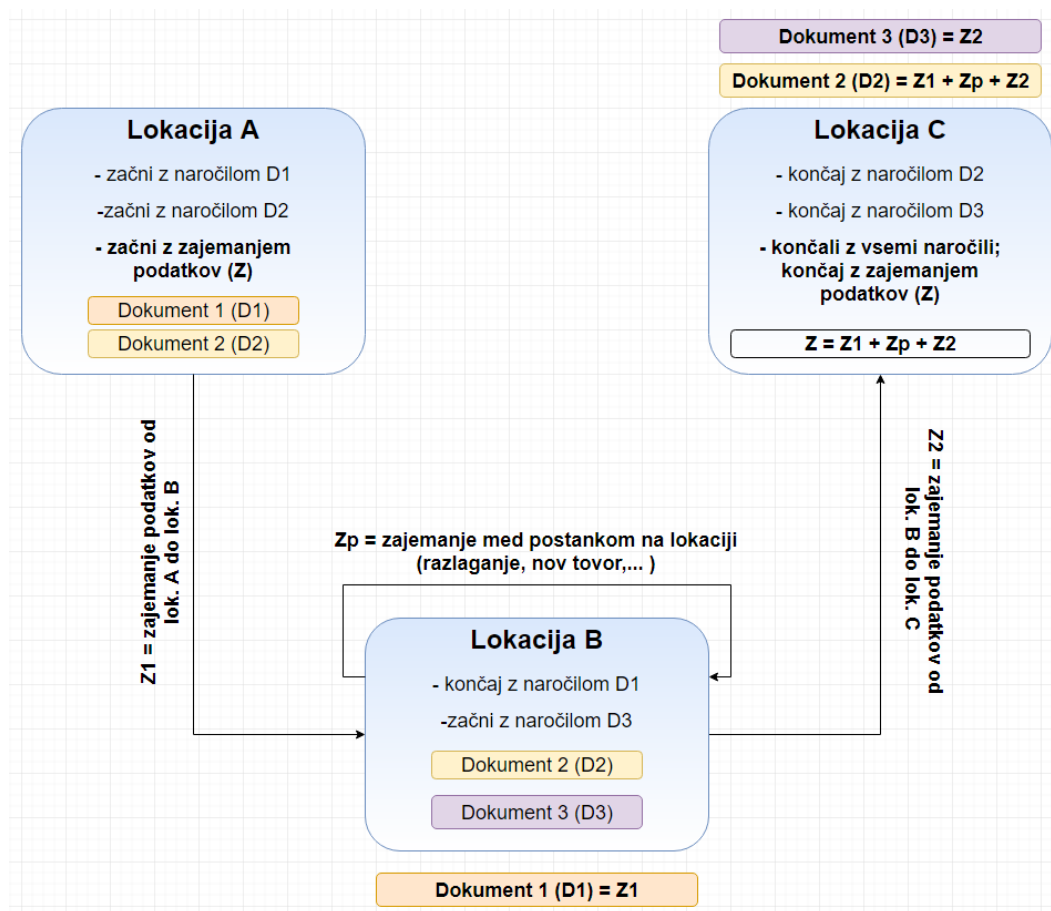 Dokument 3 (D3) = Z2
Dokument 2 (D2) = Z1 + Zp + Z2
Lokacija A
- začni z naročilom D1
-začni z naročilom D2
- začni z zajemanjem
podatkov (Z)
Dokument 1 (D1)
Dokument 2 (D2)
Lokacija C
- končaj z naročilom D2
- končaj z naročilom D3
- končali z vsemi naročili;
končaj z zajemanjem
podatkov (Z)
Z = Z1 + Zp + Z2
Z1 = zajemanje podatkov od
lok. A do lok. B
Zp = zajemanje med postankom na lokaciji
(razlaganje, nov tovor,... )
Z2 = zajemanje podatkov od
lok. B do lok. C
Lokacija B
- končaj z naročilom D1
-začni z naročilom D3
Dokument 2 (D2)
Dokument 3 (D3)
Dokument 1 (D1) = Z1